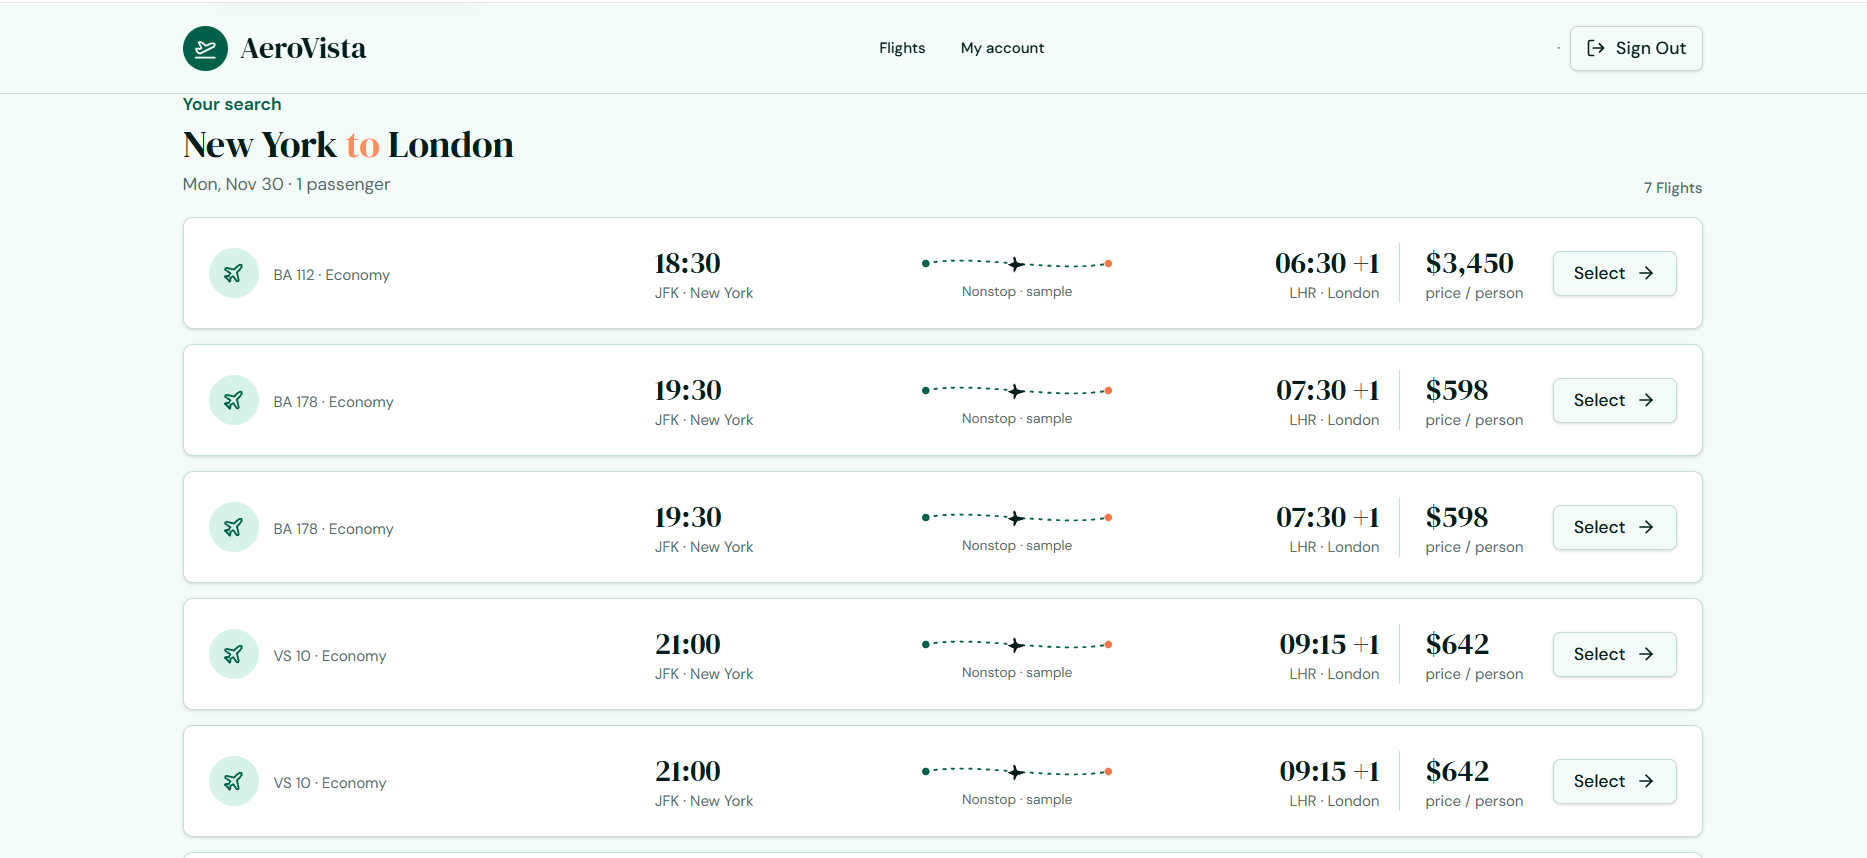 AeroVista
Flights
My account
Sign Out
Your search
New York to London
Mon, Nov 30 · 1 passenger
7 Flights
BA 112 · Economy
18:30
JFK · New York
Nonstop · sample
06:30 +1
LHR · London
$3,450
price / person
Select
BA 178 · Economy
19:30
JFK · New York
Nonstop · sample
07:30 +1
LHR · London
$598
price / person
Select
BA 178 · Economy
19:30
JFK · New York
Nonstop · sample
07:30 +1
LHR · London
$598
price / person
Select
VS 10 · Economy
21:00
JFK · New York
Nonstop · sample
09:15 +1
LHR · London
$642
price / person
Select
VS 10 · Economy
21:00
JFK · New York
Nonstop · sample
09:15 +1
LHR · London
$642
price / person
Select